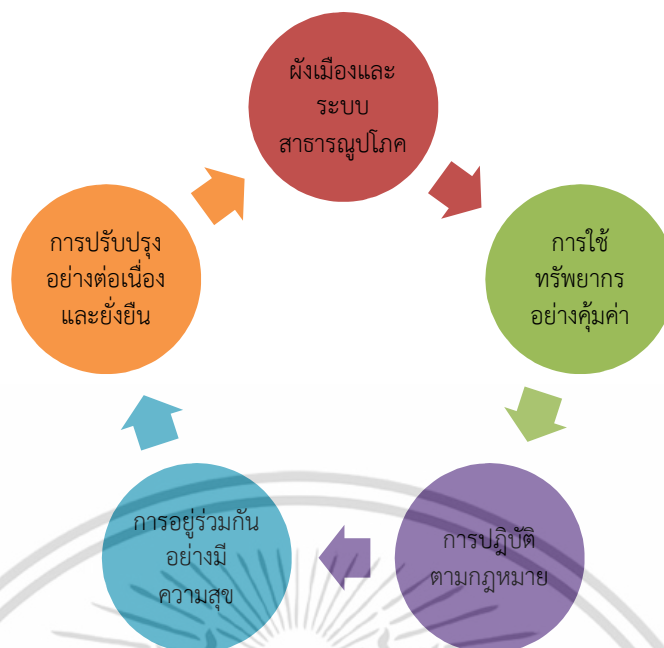 ผังเมืองและ
ระบบ
สาธารณูปโภค
การใช้
ทรัพยากร
อย่างคุ้มค่า
การปฎิบัติ
ตามกฎหมาย
การอยู่ร่วมกัน
อย่างมี
ความสุข
การปรับปรุง
อย่างต่อเนื่อง
และยั่งยืน